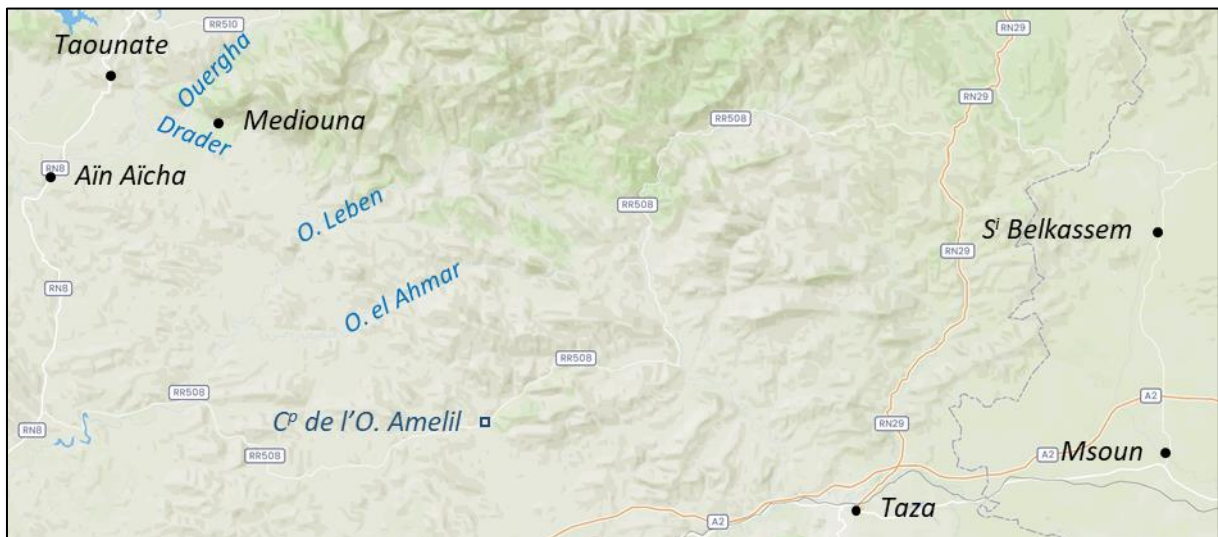 RR510
RN29
Taounate
Ouergha
RN29
Mediouna
Drader
RR508
RN8
Aïn Aïcha
O. Leben
RR508
Sⁱ Belkassem
RN29
O. el Ahmar
RN8
RR508
RR508
A2
Cᵖ de l'O. Amelil
RN29
RN8
RR508
A2
Msoun
A2
Taza